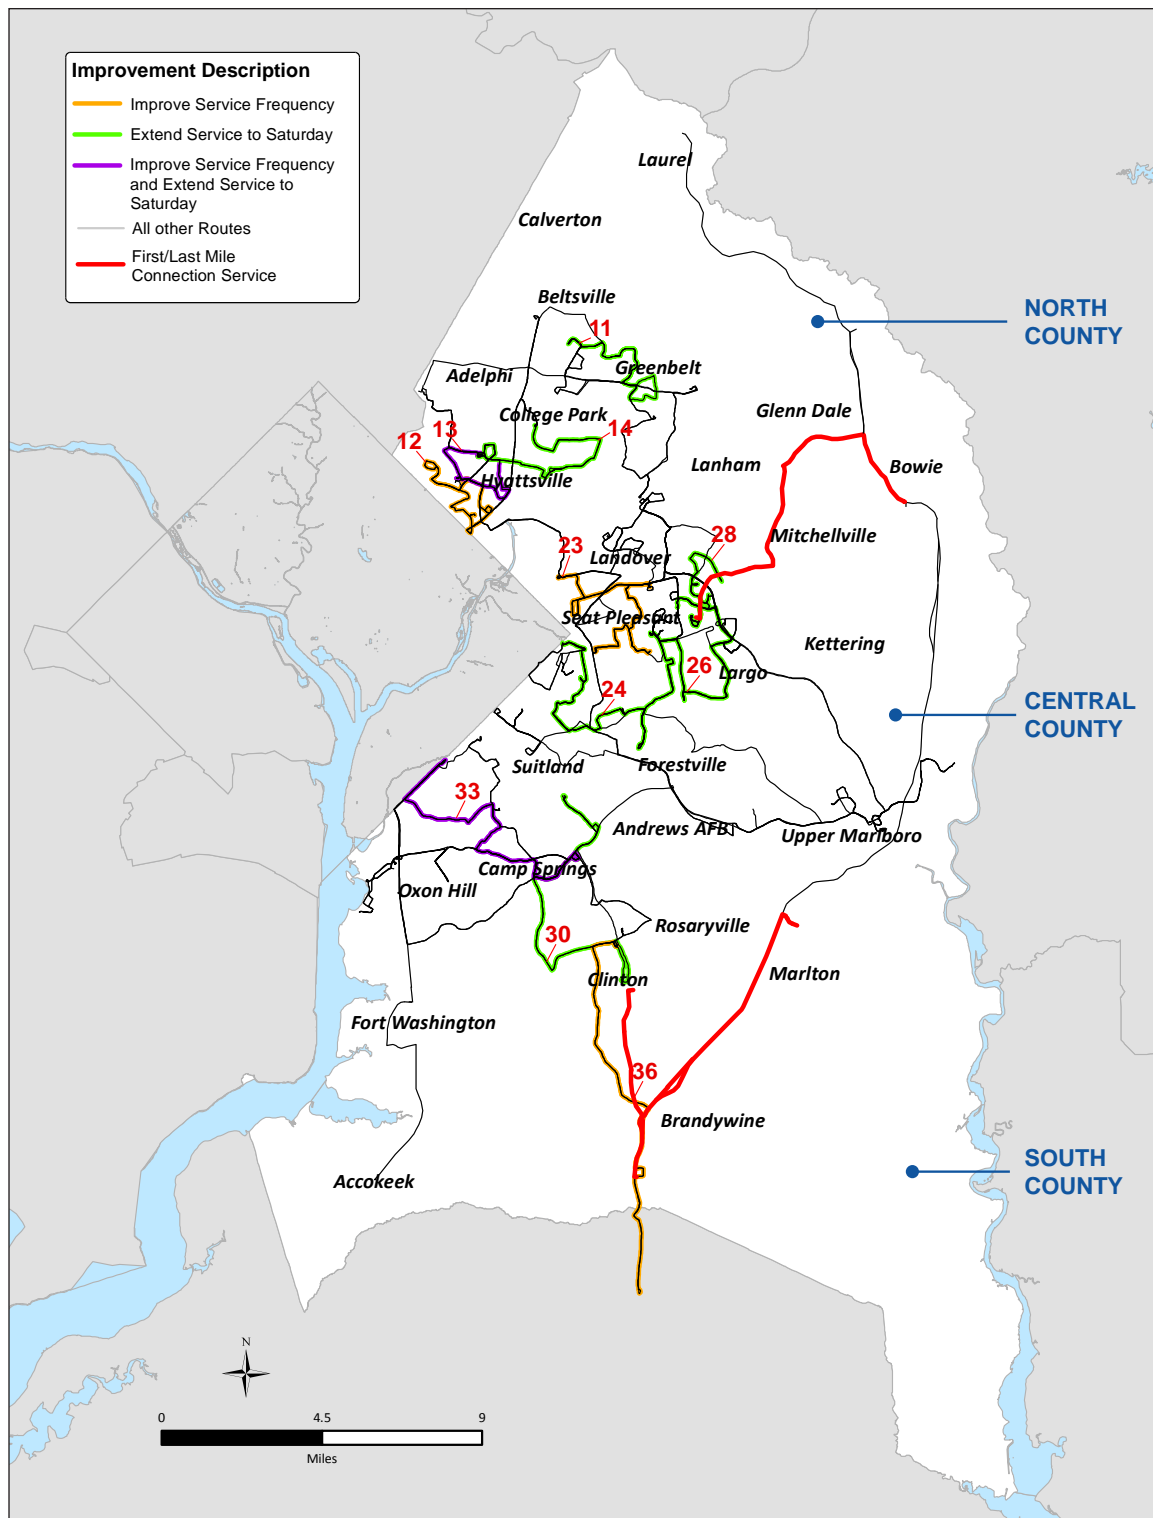 Improvement Description
Improve Service Frequency
Extend Service to Saturday
Improve Service Frequency
and Extend Service to
Saturday
All other Routes
First/Last Mile
Connection Service
Laurel
Calverton
Beltsville
NORTH
COUNTY
11
Greenbelt
Adelphi
College Park
Glenn Dale
14
13
12
Lanham
Bowie
Hyattsville
Mitchellville
28
23
Landover
Seat Pleasant
Kettering
26
Largo
24
CENTRAL
COUNTY
Suitland
Forestville
33
Andrews AFB
Upper Marlboro
Camp Springs
Oxon Hill
Rosaryville
30
Clinton
Marlton
Fort Washington
36
Brandywine
Accokeek
SOUTH
COUNTY
N
0 4.5 9
Miles